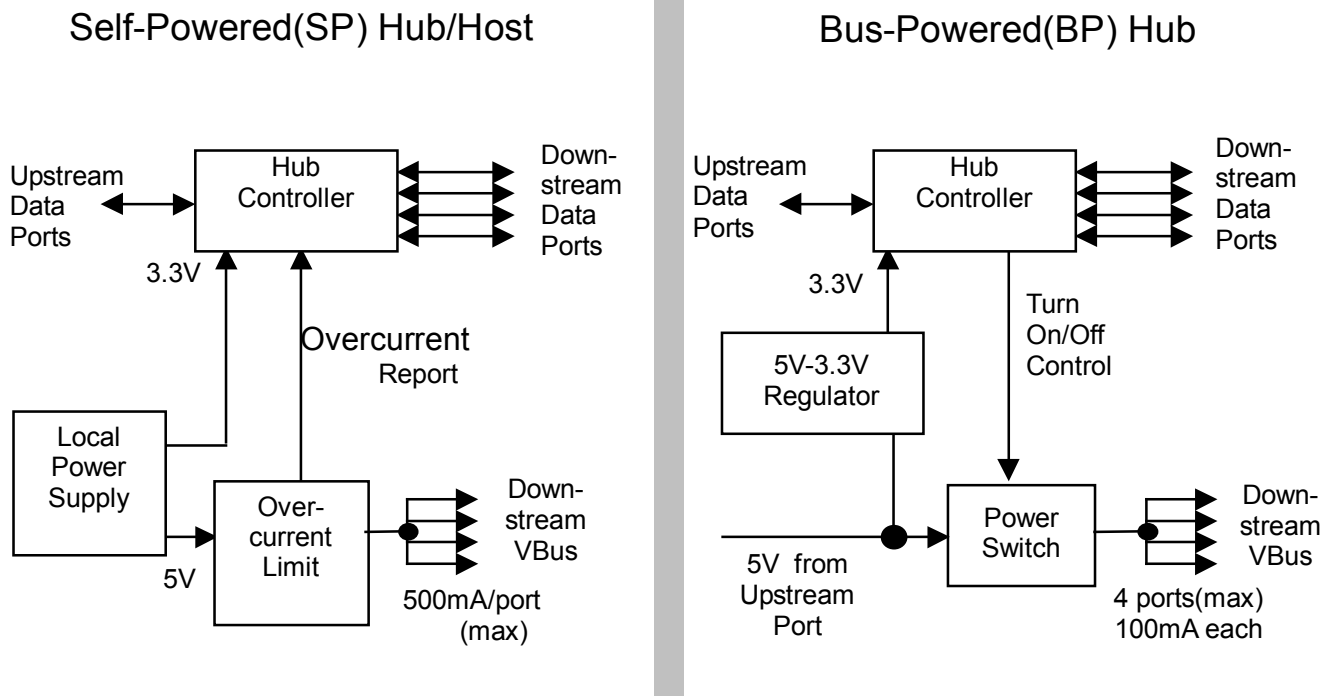 Self-Powered(SP) Hub/Host
Upstream
Data
Ports
Hub
Controller
Down-
stream
Data
Ports
3.3V
Overcurrent
Report
Local
Power
Supply
5V
Over-
current
Limit
Down-
stream
VBus
500mA/port
(max)
Bus-Powered(BP) Hub
Upstream
Data
Ports
Hub
Controller
Down-
stream
Data
Ports
3.3V
Turn
On/Off
Control
5V-3.3V
Regulator
5V from
Upstream
Port
Power
Switch
Down-
stream
VBus
4 ports(max)
100mA each